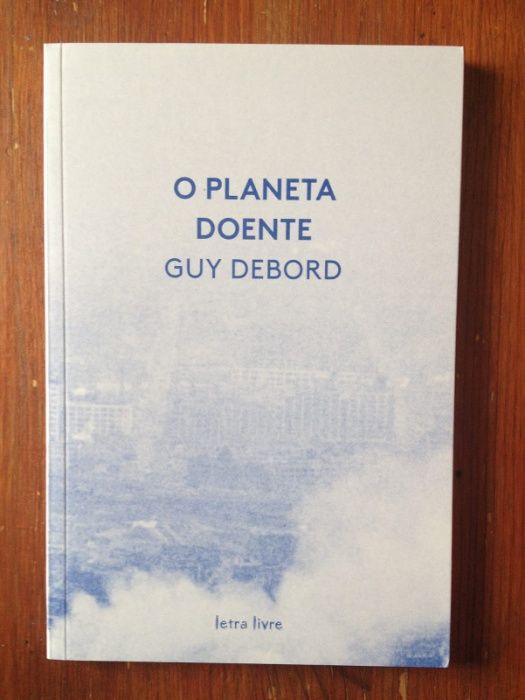 O PLANETA
DOENTE
GUY DEBORD
letra livre